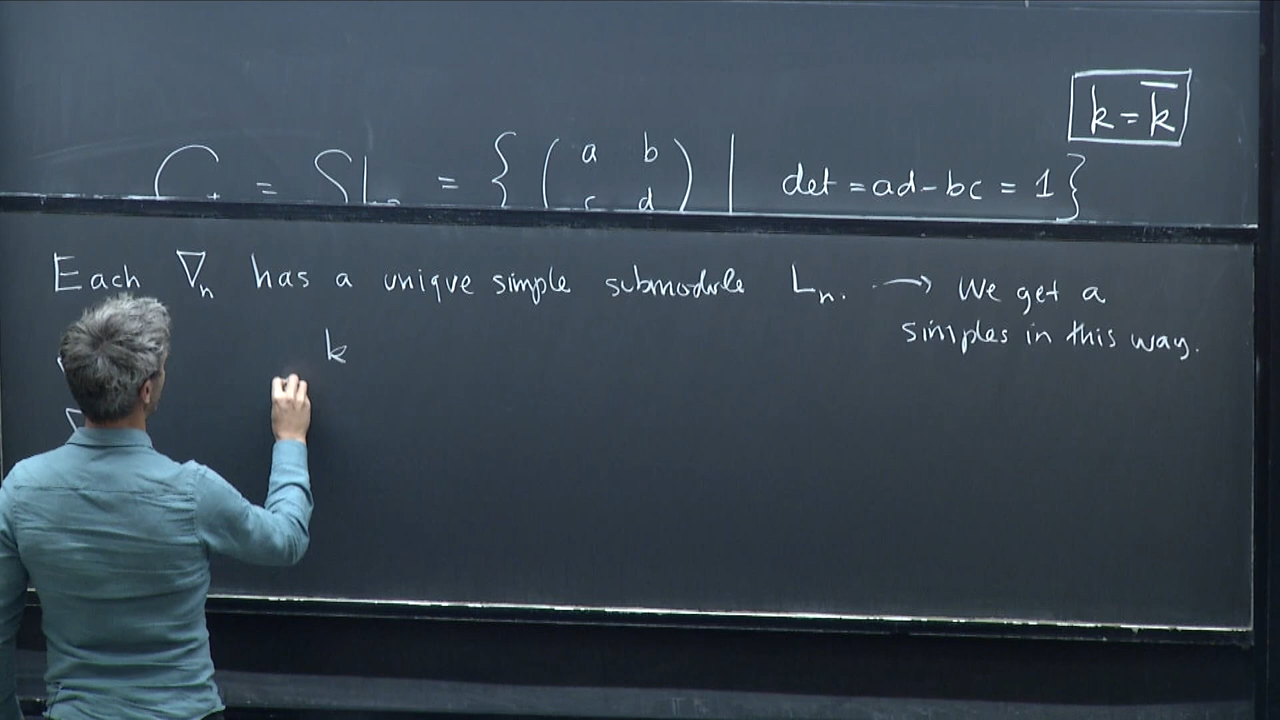 k = k̅
G = SL₂ = { ( a b c d ) | det = ad - bc = 1 }
Each ∇ₙ has a unique simple submodule Lₙ. → We get a
simples in this way.
k